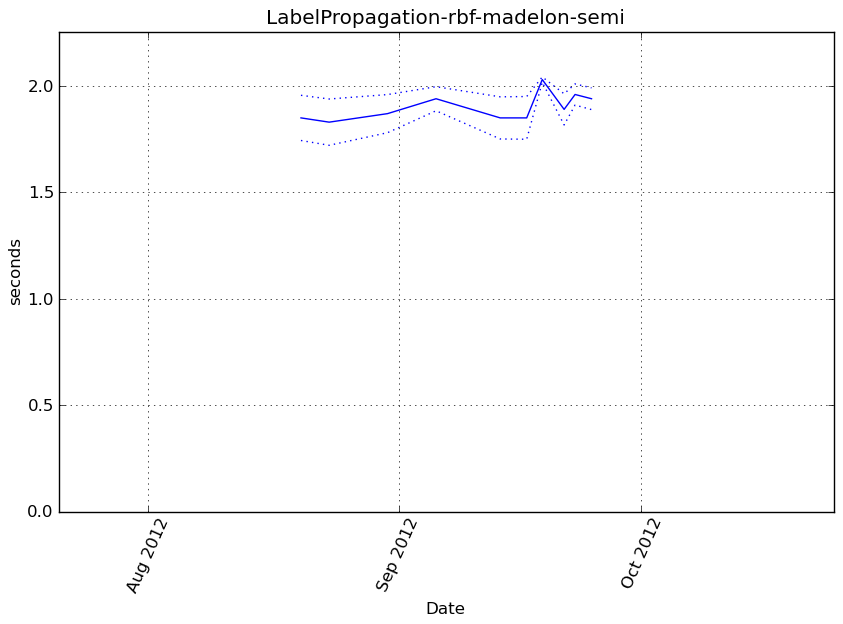 LabelPropagation-rbf-madelon-semi
2.0
1.5
1.0
0.5
0.0
seconds
Aug 2012
Sep 2012
Oct 2012
Date